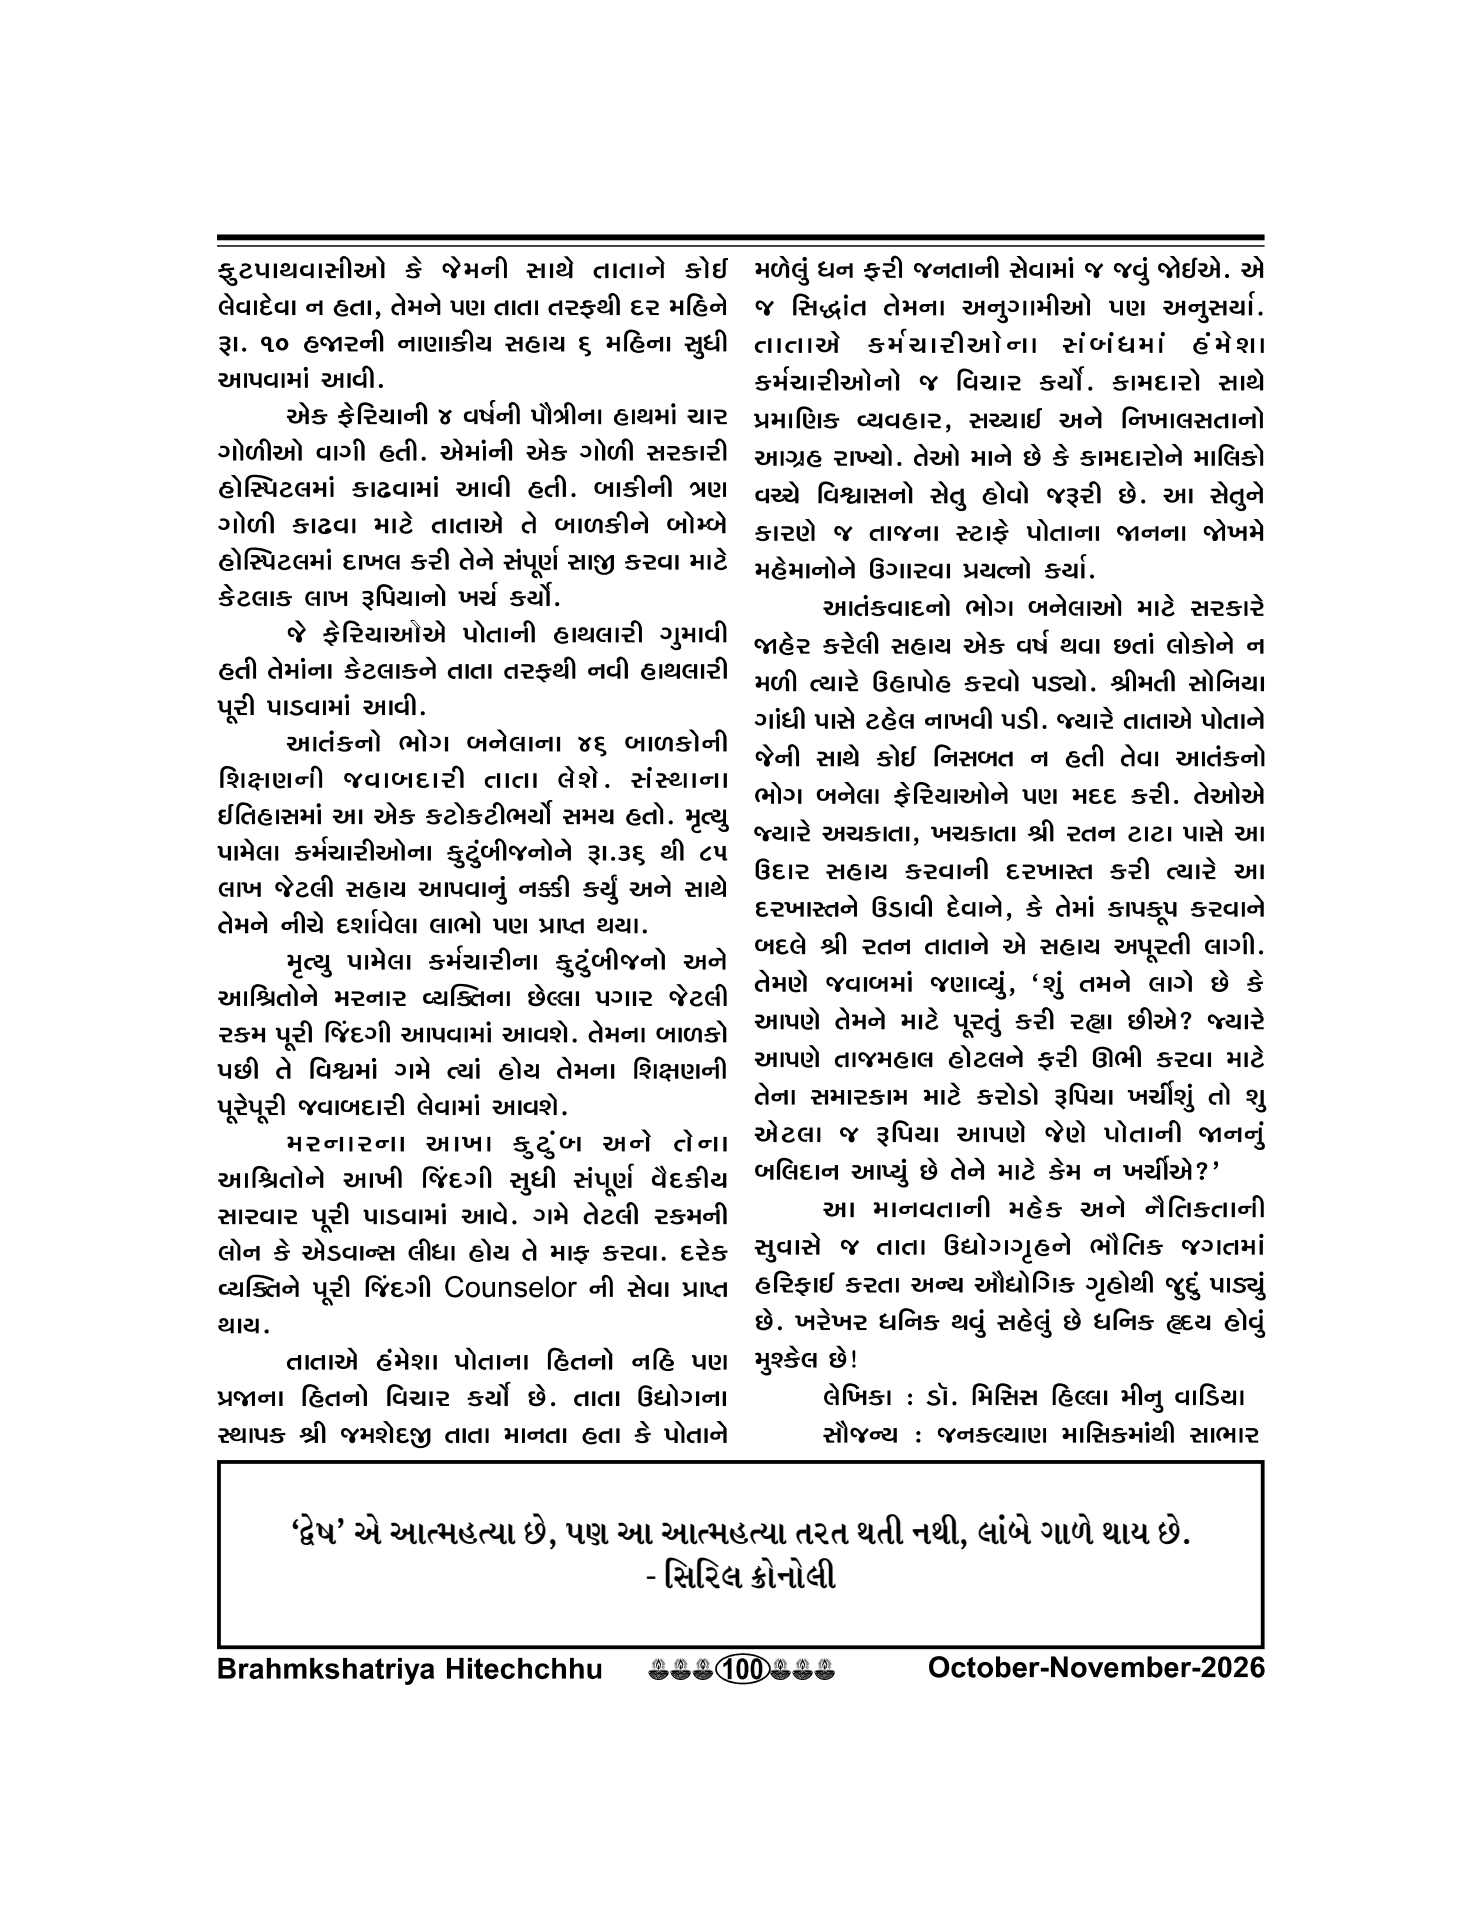 ફુટપાથવાસીઓ કે જેમની સાથે તાતાને કોઈ
લેવાદેવા ન હતા, તેમને પણ તાતા તરફથી દર મહિને
રૂા. ૧૦ હજારની નાણાકીય સહાય ૬ મહિના સુધી
આપવામાં આવી.
એક ફેરિયાની ૪ વર્ષની પૌત્રીના હાથમાં ચાર
ગોળીઓ વાગી હતી. એમાંની એક ગોળી સરકારી
હોસ્પિટલમાં કાઢવામાં આવી હતી. બાકીની ત્રણ
ગોળી કાઢવા માટે તાતાએ તે બાળકીને બોમ્બે
હોસ્પિટલમાં દાખલ કરી તેને સંપૂર્ણ સાજી કરવા માટે
કેટલાક લાખ રૂપિયાનો ખર્ચ કર્યો.
જે ફેરિયાઓએ પોતાની હાથલારી ગુમાવી
હતી તેમાંના કેટલાકને તાતા તરફથી નવી હાથલારી
પૂરી પાડવામાં આવી.
આતંકનો ભોગ બનેલાના ૪૬ બાળકોની
શિક્ષણની જવાબદારી તાતા લેશે. સંસ્થાના
ઈતિહાસમાં આ એક કટોકટીભર્યો સમય હતો. મૃત્યુ
પામેલા કર્મચારીઓના કુટુંબીજનોને રૂા.૩૬ થી ૮૫
લાખ જેટલી સહાય આપવાનું નક્કી કર્યું અને સાથે
તેમને નીચે દર્શાવેલા લાભો પણ પ્રાપ્ત થયા.
મૃત્યુ પામેલા કર્મચારીના કુટુંબીજનો અને
આશ્રિતોને મરનાર વ્યક્તિના છેલ્લા પગાર જેટલી
રકમ પૂરી જિંદગી આપવામાં આવશે. તેમના બાળકો
પછી તે વિશ્વમાં ગમે ત્યાં હોય તેમના શિક્ષણની
પૂરેપૂરી જવાબદારી લેવામાં આવશે.
મરનારના આખા કુટુંબ અનો તેના
આશ્રિતોને આખી જિંદગી સુધી સંપૂર્ણ વૈદકીય
સારવાર પૂરી પાડવામાં આવે. ગમે તેટલી રકમની
લોન કે એડવાન્સ લીધા હોય તે માફ કરવા. દરેક
વ્યક્તિને પૂરી જિંદગી Counselor ની સેવા પ્રાપ્ત
થાય.
તાતાએ હંમેશા પોતાના હિતનો નહિ પણ
પ્રજાના હિતનો વિચાર કર્યો છે. તાતા ઉદ્યોગના
સ્થાપક શ્રી જમશેદજી તાતા માનતા હતા કે પોતાને
મળેલું ધન ફરી જનતાની સેવામાં જ જવું જોઈએ. એ
જ સિદ્ધાંત તેમના અનુગામીઓ પણ અનુસર્યા.
તાતાએ કર્મચારીઓના સંબંધમાં હંમેશા
કર્મચારીઓનો જ વિચાર કર્યો. કામદારો સાથે
પ્રમાણિક વ્યવહાર, સચ્ચાઈ અને નિખાલસતાનો
આગ્રહ રાખ્યો. તેઓ માને છે કે કામદારોને માલિકો
વચ્ચે વિશ્વાસનો સેતુ હોવો જરૂરી છે. આ સેતુને
કારણે જ તાજના સ્ટાફે પોતાના જાનના જોખમે
મહેમાનોને ઉગારવા પ્રયત્નો કર્યા.
આતંકવાદનો ભોગ બનેલાઓ માટે સરકારે
જાહેર કરેલી સહાય એક વર્ષ થવા છતાં લોકોને ન
મળી ત્યારે ઉહાપોહ કરવો પડ્યો. શ્રીમતી સોનિયા
ગાંધી પાસે ટહેલ નાખવી પડી. જ્યારે તાતાએ પોતાને
જેની સાથે કોઈ નિસબત ન હતી તેવા આતંકનો
ભોગ બનેલા ફેરિયાઓને પણ મદદ કરી. તેઓએ
જ્યારે અચકાતા, ખચકાતા શ્રી રતન ટાટા પાસે આ
ઉદાર સહાય કરવાની દરખાસ્ત કરી ત્યારે આ
દરખાસ્તને ઉડાવી દેવાને, કે તેમાં કાપકૂપ કરવાને
બદલે શ્રી રતન તાતાને એ સહાય અપૂરતી લાગી.
તેમણે જવાબમાં જણાવ્યું, ‘શું તમને લાગે છે કે
આપણે તેમને માટે પૂરતું કરી રહ્યા છીએ? જ્યારે
આપણે તાજમહાલ હોટલને ફરી ઊભી કરવા માટે
તેના સમારકામ માટે કરોડો રૂપિયા ખર્ચીશું તો શુ
એટલા જ રૂપિયા આપણે જેણે પોતાની જાનનું
બલિદાન આપ્યું છે તેને માટે કેમ ન ખર્ચીએ?’
આ માનવતાની મહેક અને નૈતિકતાની
સુવાસે જ તાતા ઉદ્યોગગૃહને ભૌતિક જગતમાં
હરિફાઈ કરતા અન્ય ઔદ્યોગિક ગૃહોથી જુદું પાડ્યું
છે. ખરેખર ધનિક થવું સહેલું છે ધનિક હૃદય હોવું
મુશ્કેલ છે!
લેખિકા : ડૉ. મિસિસ હિલ્લા મીનુ વાડિયા
સૌજન્ય : જનકલ્યાણ માસિકમાંથી સાભાર
‘દ્વેષ’ એ આત્મહત્યા છે, પણ આ આત્મહત્યા તરત થતી નથી, લાંબે ગાળે થાય છે.
- સિરિલ ક્રોનોલી
Brahmkshatriya Hitechchhu 100 October-November-2026